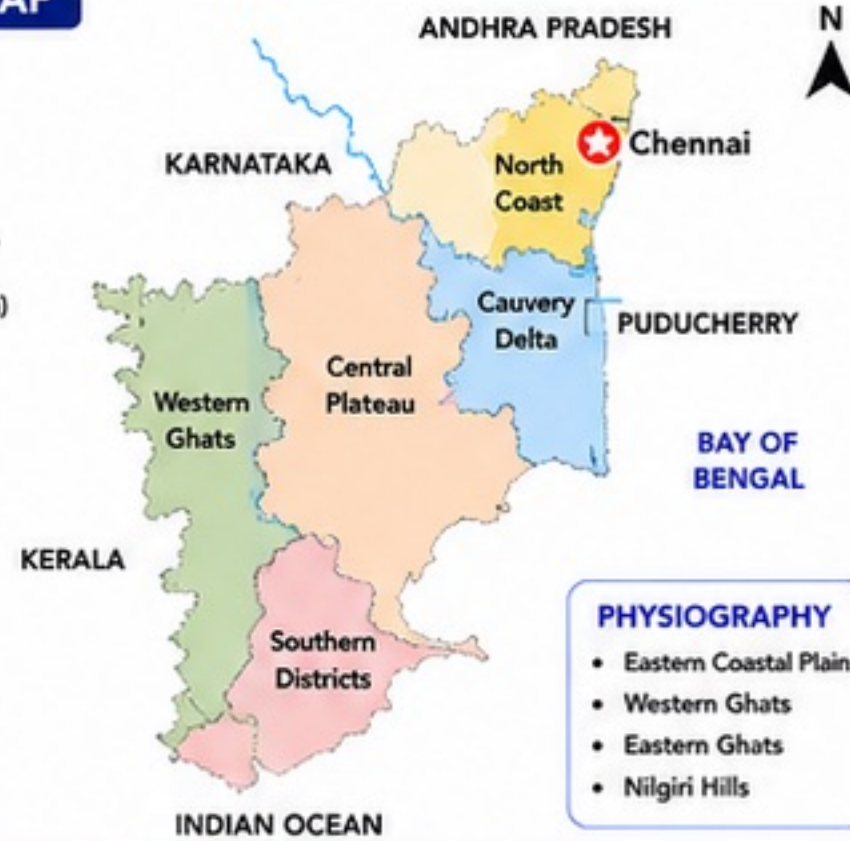 AP
ANDHRA PRADESH
N
KARNATAKA
North
Coast
Chennai
Cauvery
Delta
PUDUCHERRY
Central
Plateau
Western
Ghats
BAY OF
BENGAL
KERALA
Southern
Districts
PHYSIOGRAPHY
• Eastern Coastal Plain
• Western Ghats
• Eastern Ghats
• Nilgiri Hills
INDIAN OCEAN